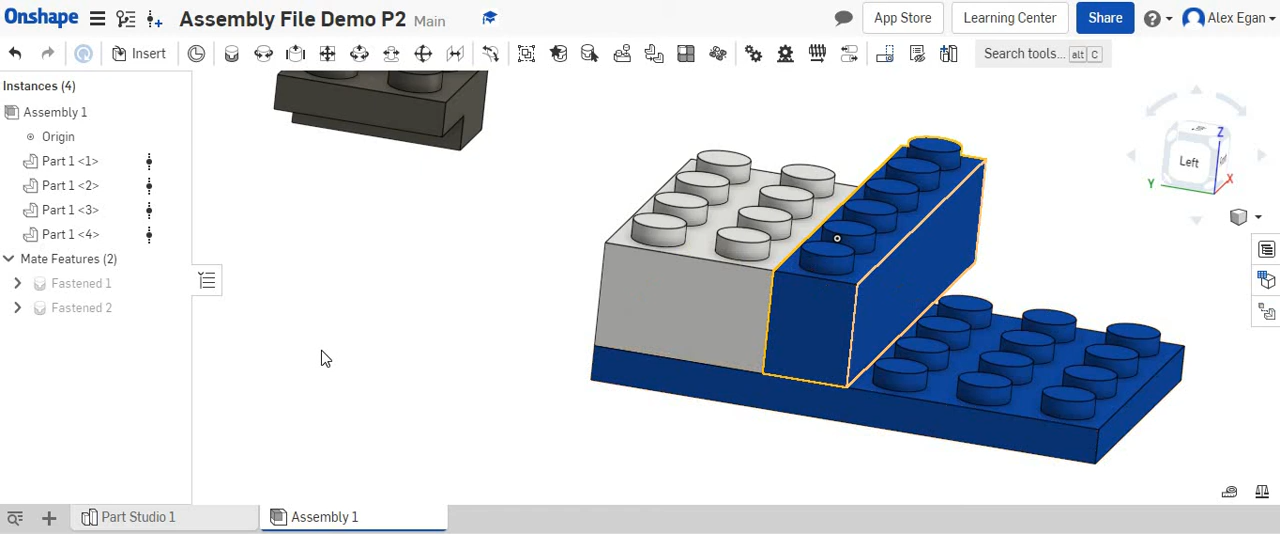 Onshape
Assembly File Demo P2 Main
App Store
Learning Center
Share
Alex Egan
Insert
Search tools... alt C
Instances (4)
Assembly 1
Origin
Part 1 <1>
Part 1 <2>
Part 1 <3>
Part 1 <4>
Mate Features (2)
Fastened 1
Fastened 2
Z
Left
Y
X
Part Studio 1
Assembly 1